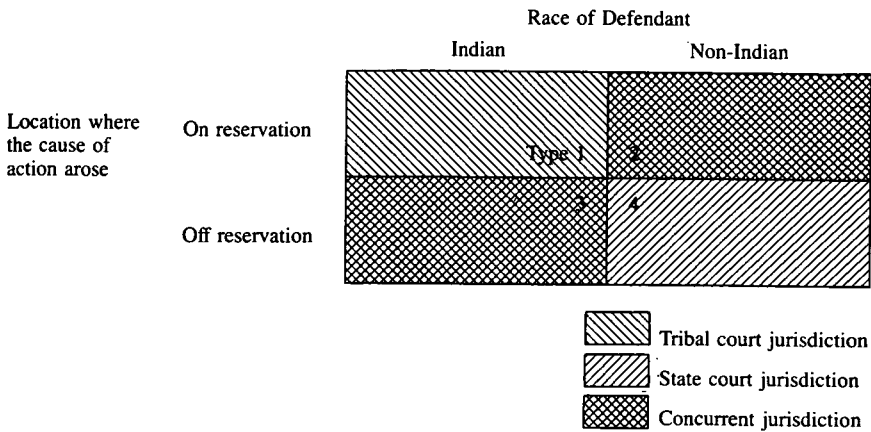 Race of Defendant
Indian
Non-Indian
Location where
the cause of
action arose
On reservation
Type 1
2
3
4
Off reservation
Tribal court jurisdiction
State court jurisdiction
Concurrent jurisdiction